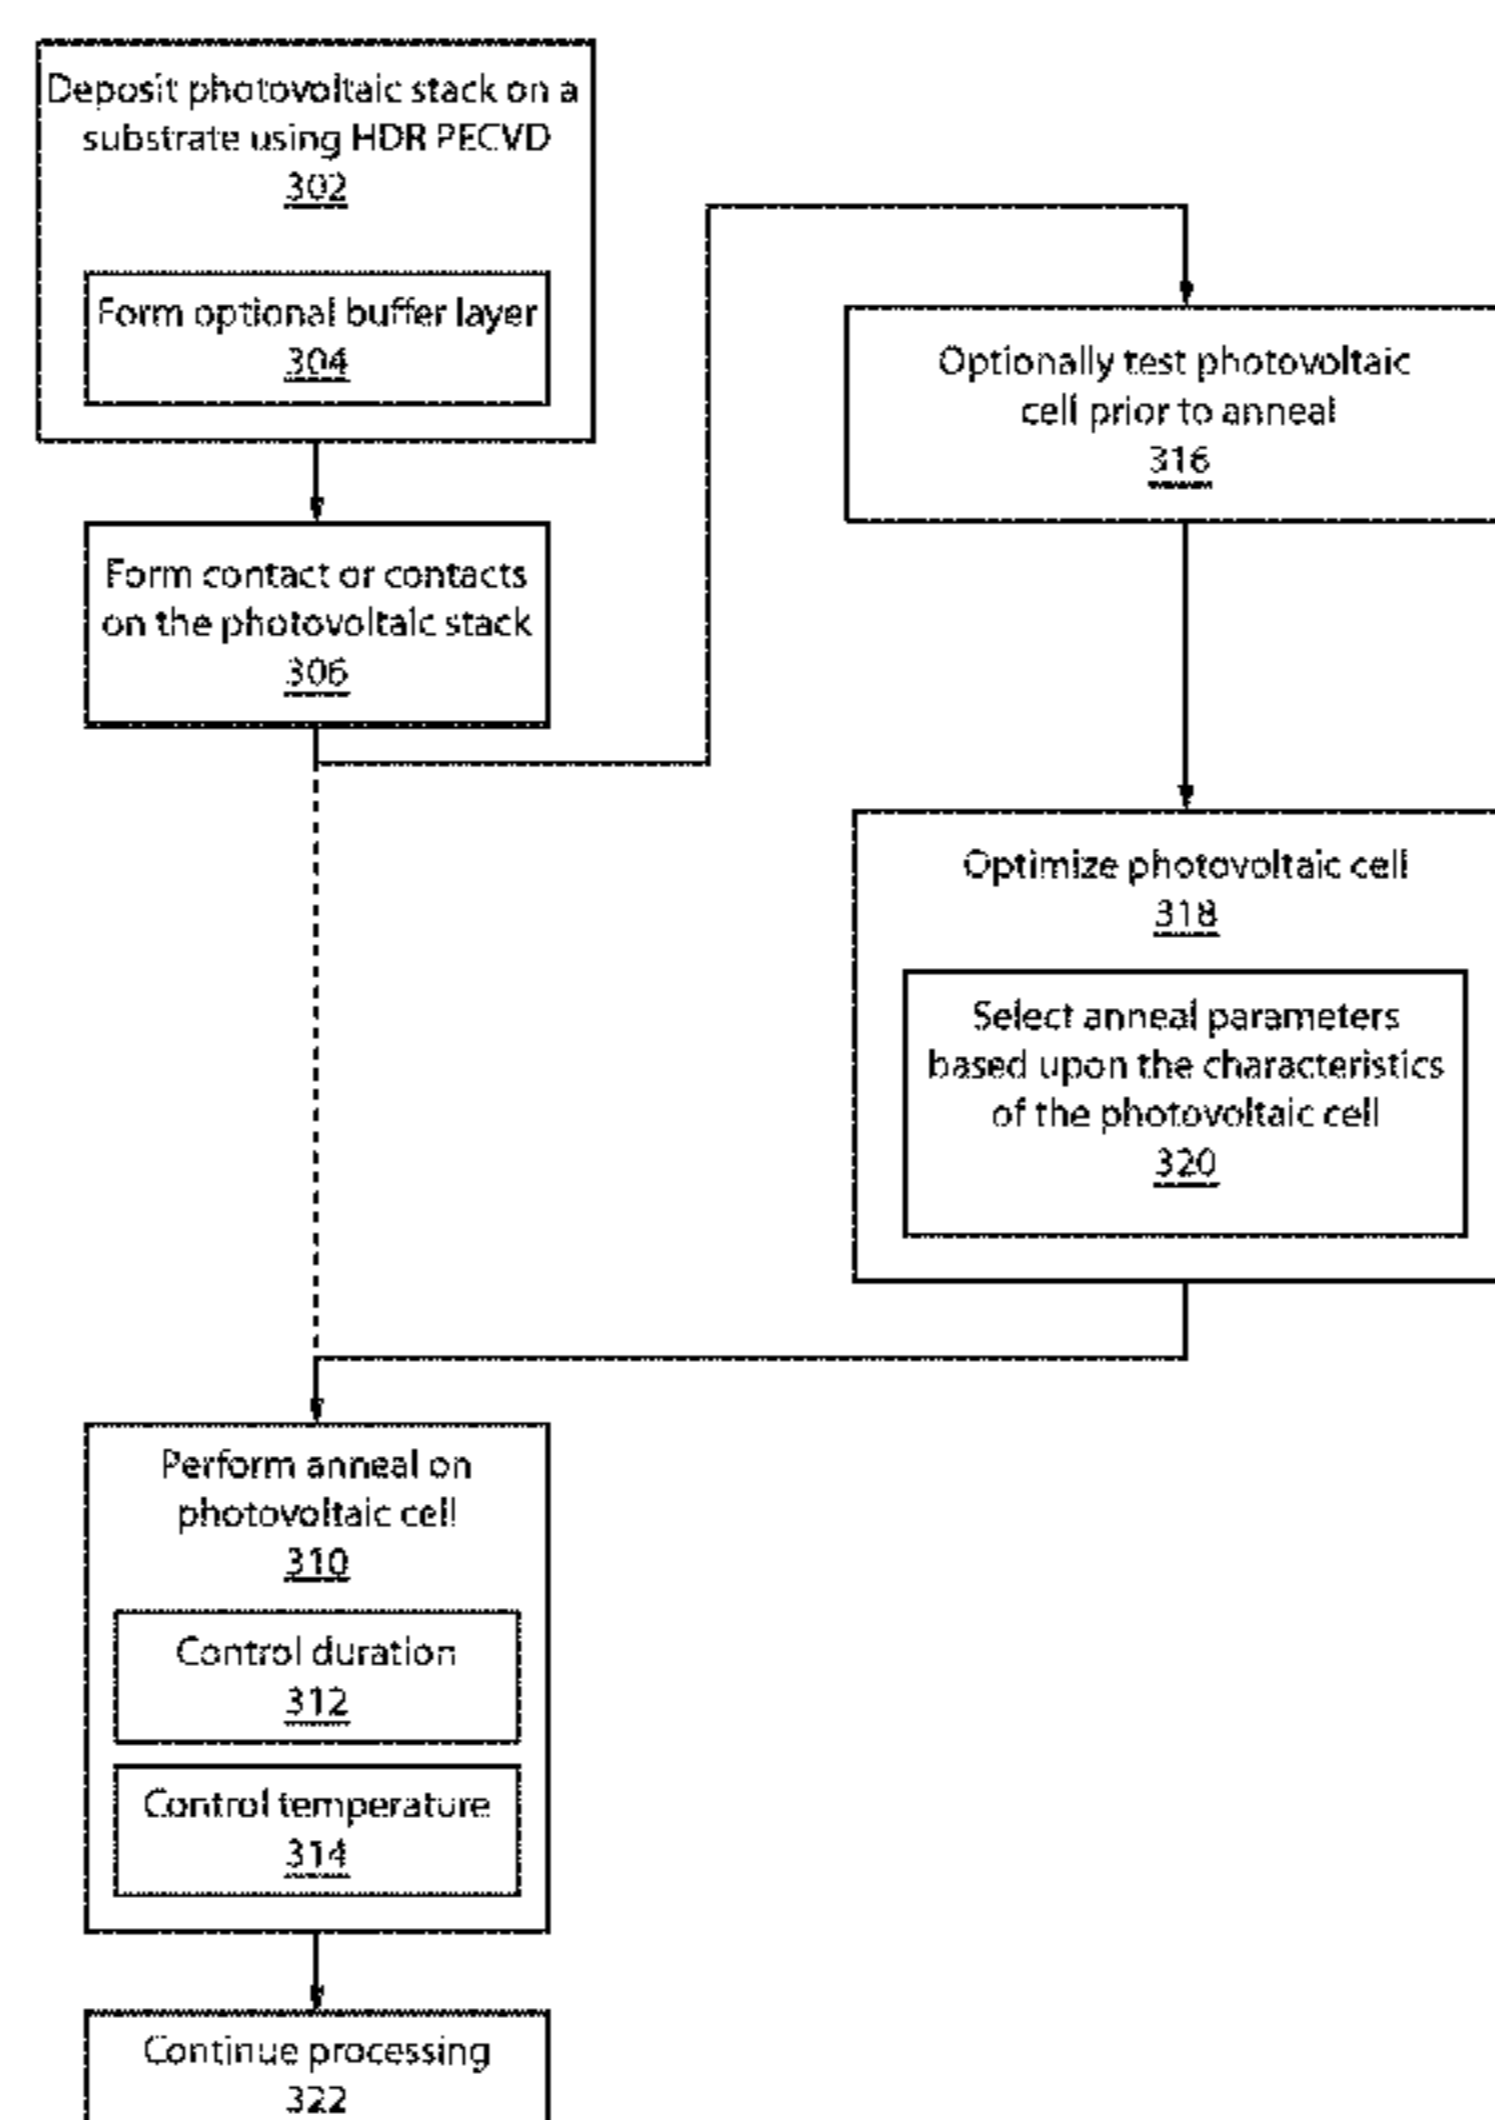 Deposit photovoltaic stack on a
substrate using HDR PECVD
302
Form optional buffer layer
304
Form contact or contacts
on the photovoltaic stack
306
Optionally test photovoltaic
cell prior to anneal
316
Optimize photovoltaic cell
318
Select anneal parameters
based upon the characteristics
of the photovoltaic cell
320
Perform anneal on
photovoltaic cell
310
Control duration
312
Control temperature
314
Continue processing
322